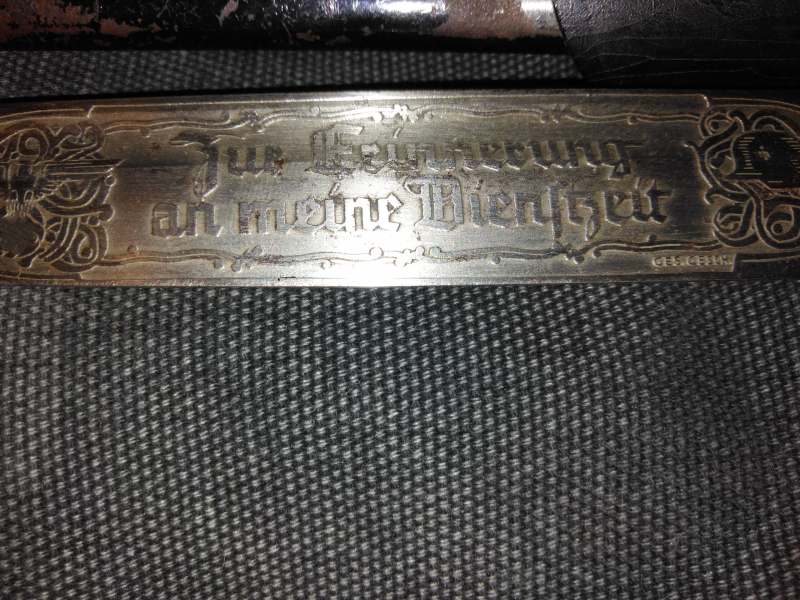 Zur Erinnerung
an meine Dienstzeit
GES. GESCH.